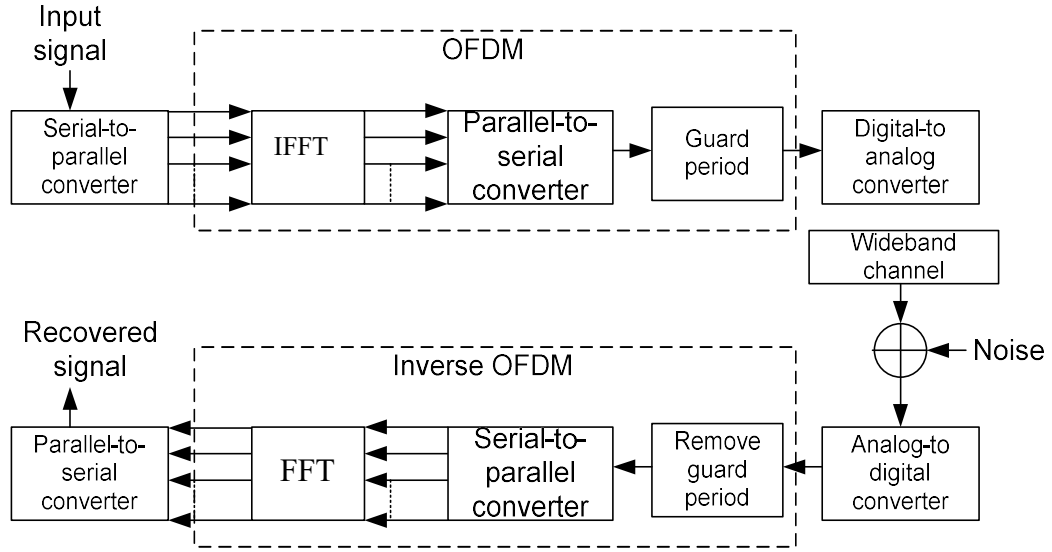 Input
signal
OFDM
Serial-to-
parallel
converter
IFFT
Parallel-to-
serial
converter
Guard
period
Digital-to
analog
converter
Wideband
channel
Noise
Recovered
signal
Inverse OFDM
Parallel-to-
serial
converter
FFT
Serial-to-
parallel
converter
Remove
guard
period
Analog-to
digital
converter